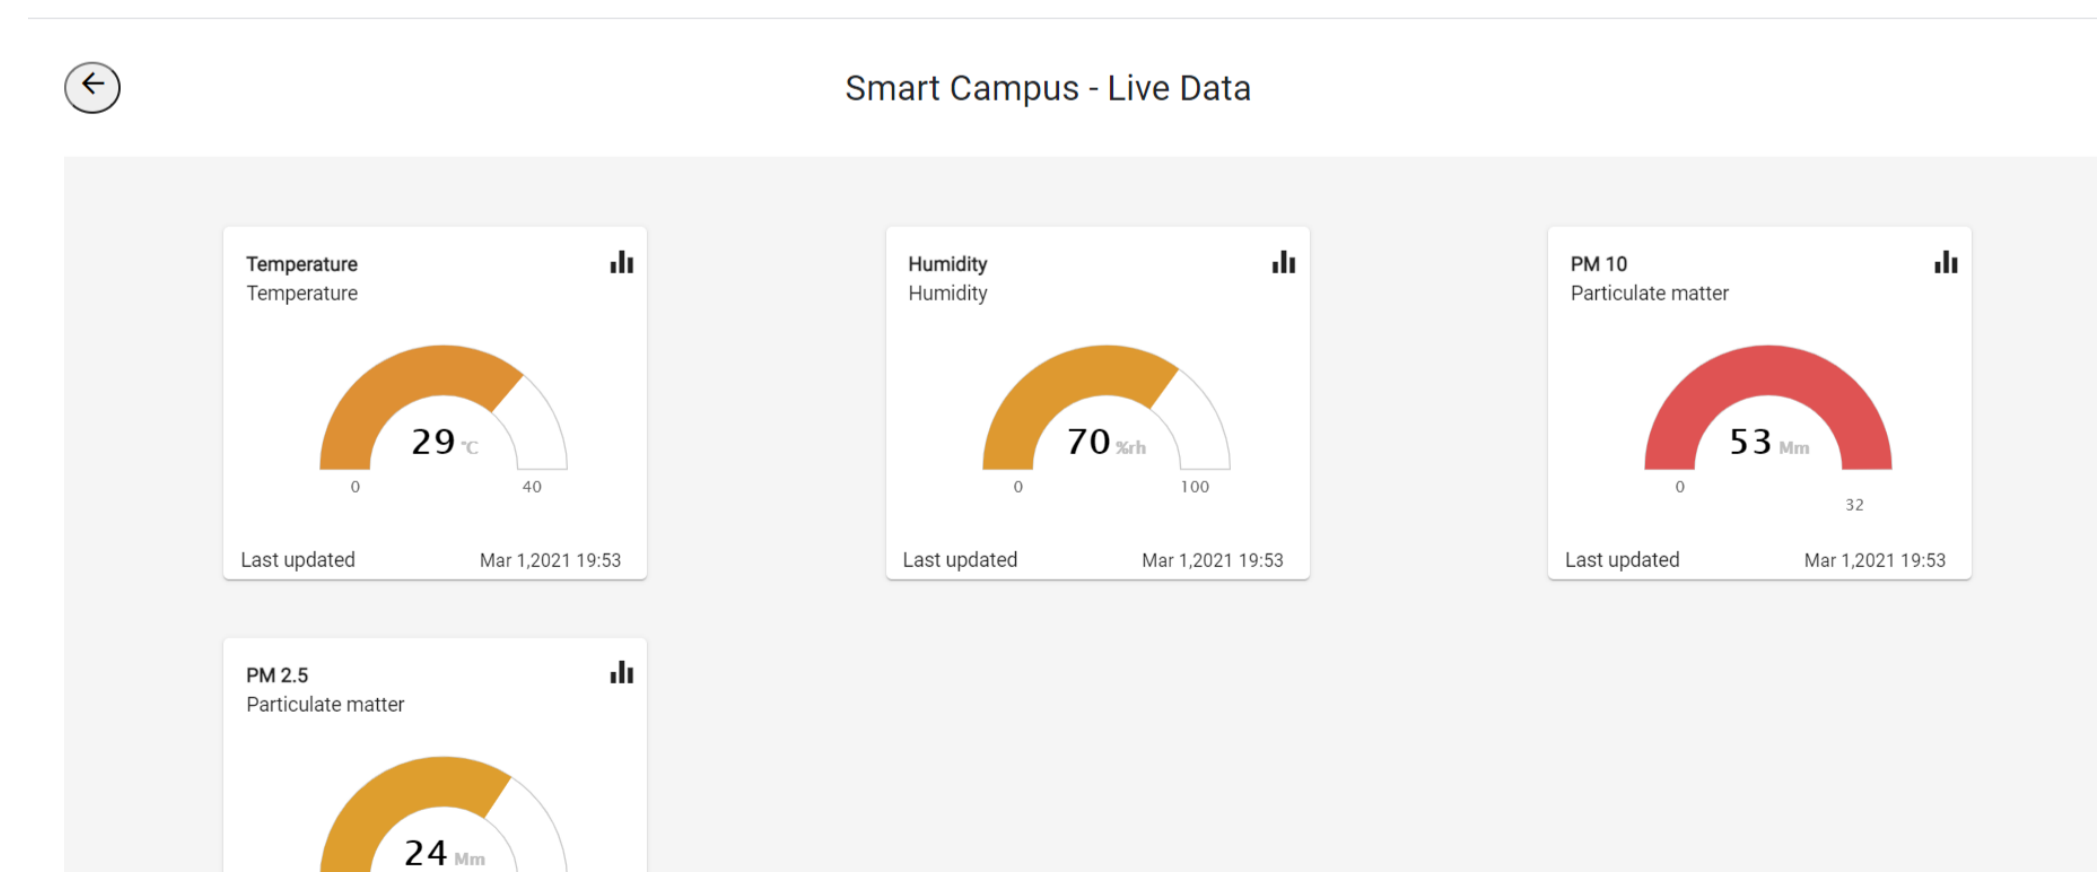 Smart Campus - Live Data
Temperature
Temperature
29 °C
0 40
Last updated Mar 1,2021 19:53
Humidity
Humidity
70 %rh
0 100
Last updated Mar 1,2021 19:53
PM 10
Particulate matter
53 Mm
0
32
Last updated Mar 1,2021 19:53
PM 2.5
Particulate matter
24 Mm